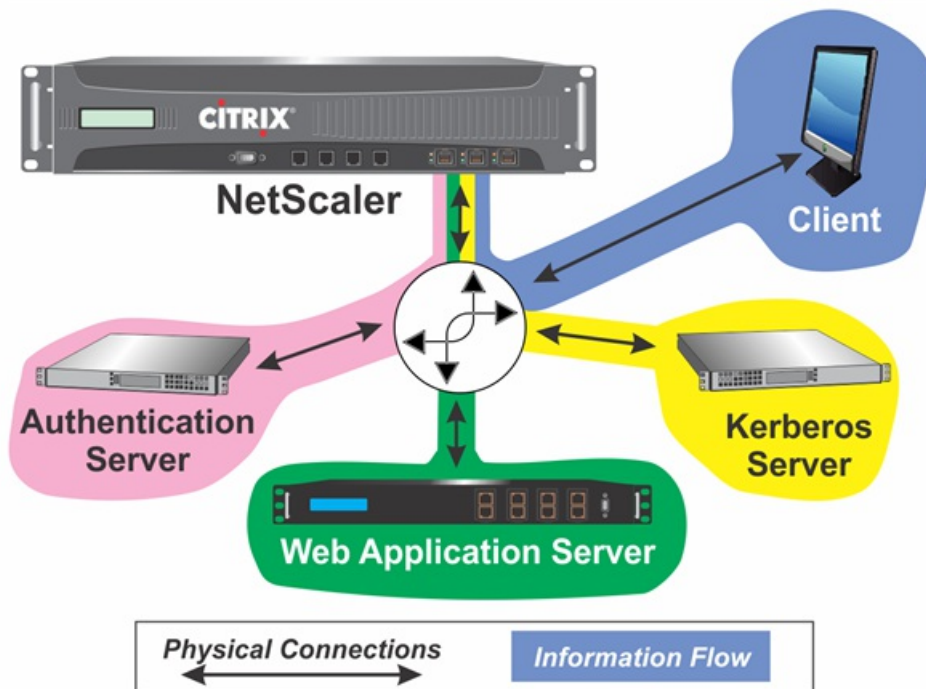 CITRIX®
NetScaler
Client
Authentication
Server
Kerberos
Server
Web Application Server
Physical Connections
Information Flow